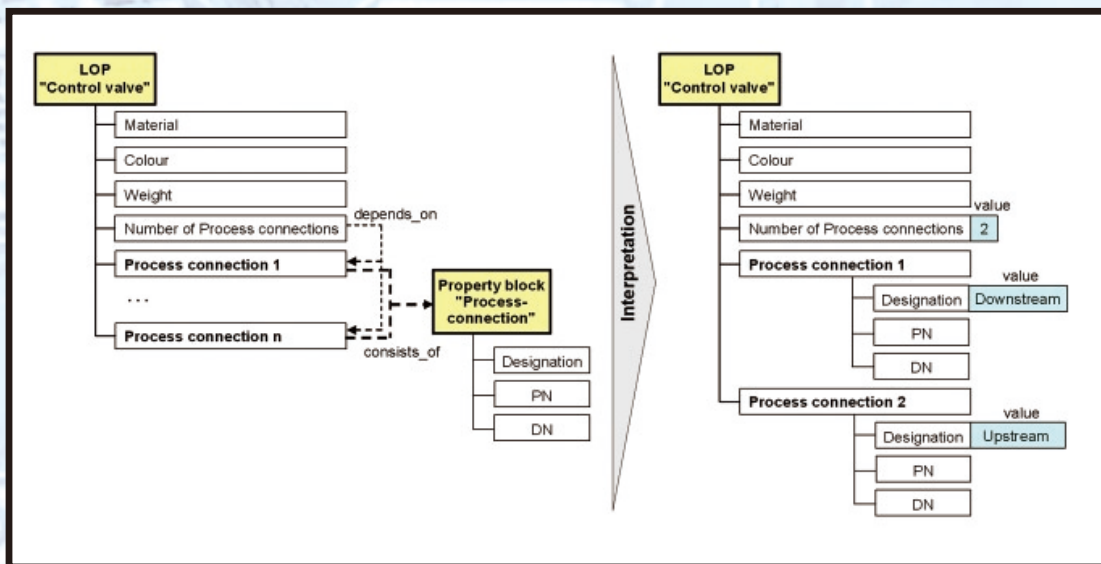 LOP
"Control valve"
Material
Colour
Weight
Number of Process connections
depends_on
Process connection 1
...
Process connection n
consists_of
Property block
"Process-
connection"
Designation
PN
DN
Interpretation
LOP
"Control valve"
Material
Colour
Weight
value
Number of Process connections 2
Process connection 1
value
Designation Downstream
PN
DN
Process connection 2
value
Designation Upstream
PN
DN